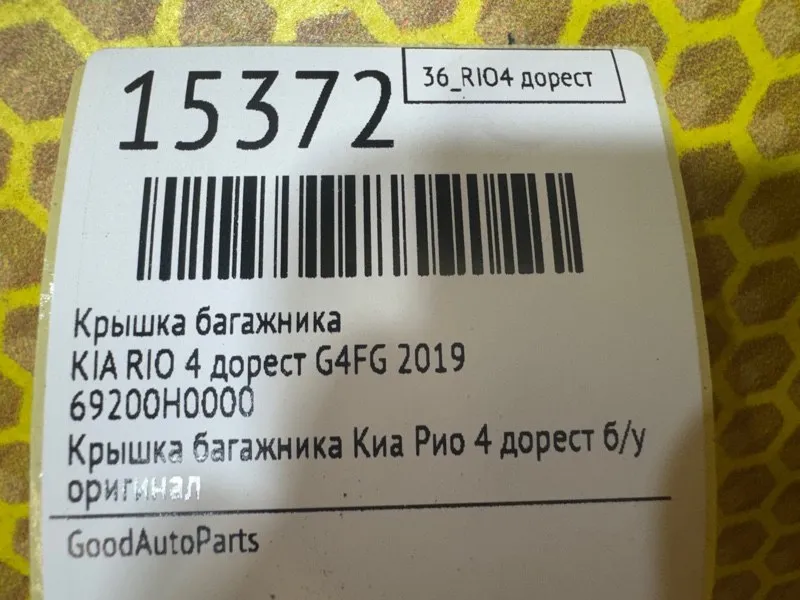 15372
36_RIO4 дорест
Крышка багажника
KIA RIO 4 дорест G4FG 2019
69200H0000
Крышка багажника Киа Рио 4 дорест б/у
оригинал
GoodAutoParts